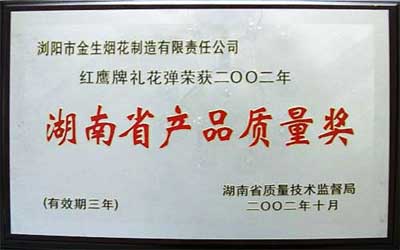 浏阳市金生烟花制造有限责任公司
红鹰牌礼花弹荣获二〇〇二年
湖南省产品质量奖
湖南省质量技术监督局
(有效期三年)
二〇〇二年十月